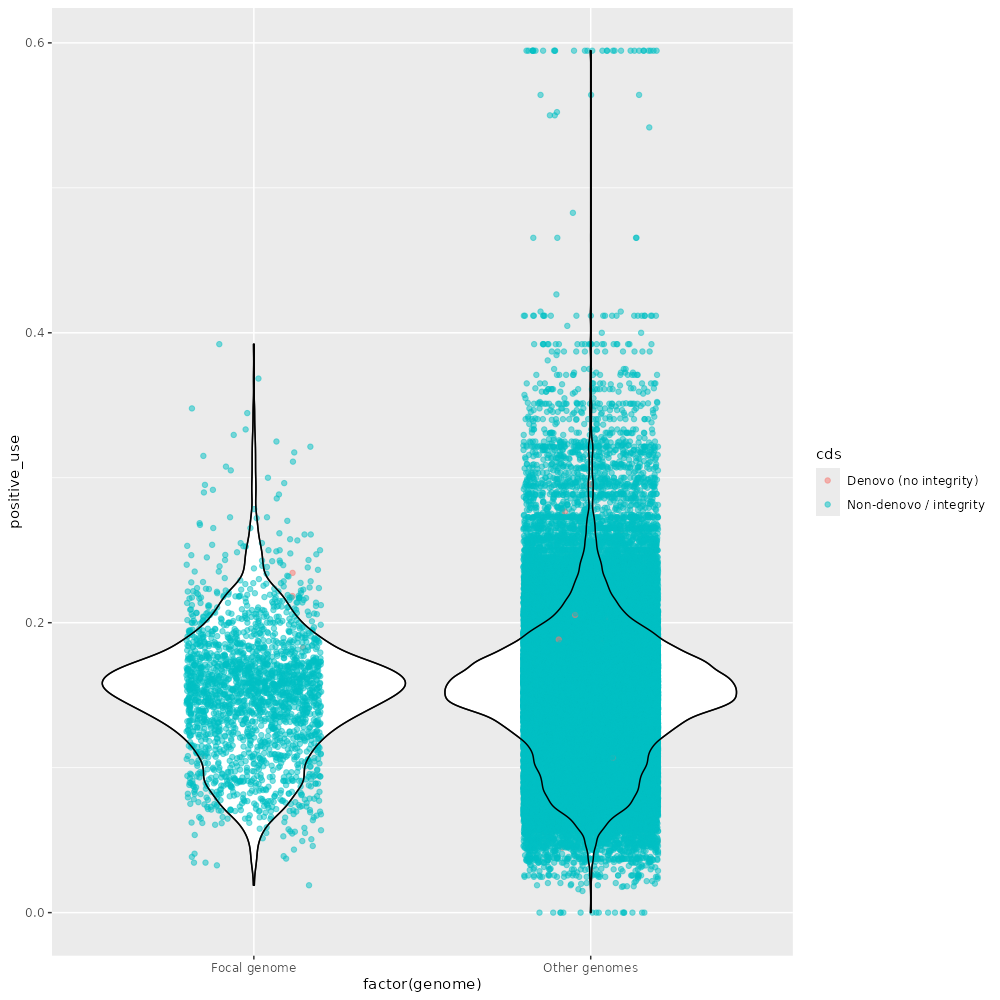 0.6
0.4
0.2
0.0
positive_use
Focal genome
Other genomes
factor(genome)
cds
Denovo (no integrity)
Non-denovo / integrity